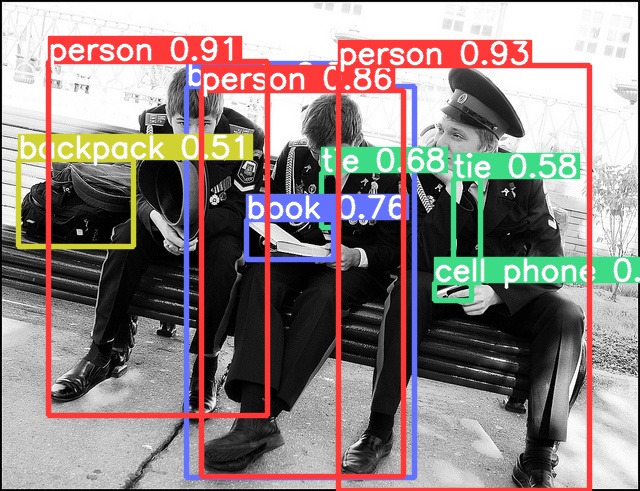 person 0.91
person 0.93
person 0.86
backpack 0.51
tie 0.68
tie 0.58
book 0.76
cell phone 0.